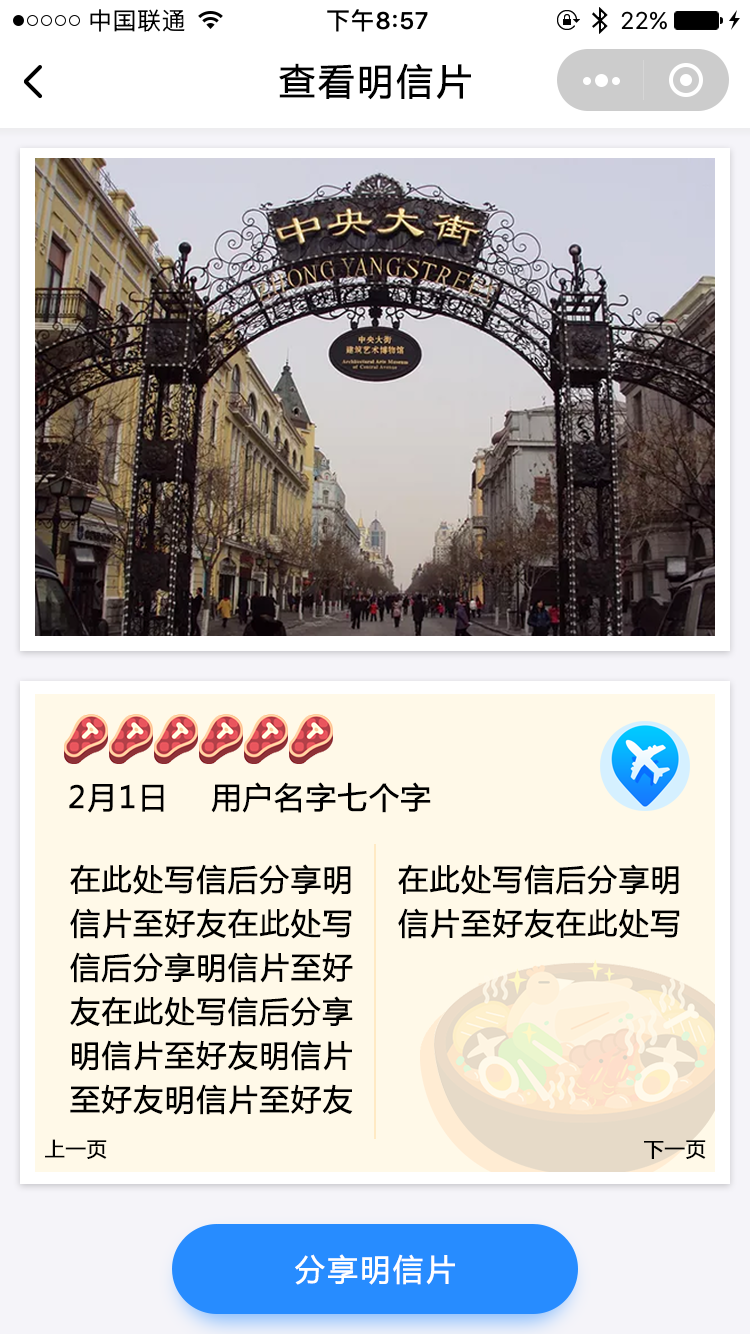 中国联通
下午8:57
22%
查看明信片
中央大街
ZHONG YANG STREET
中央大街
建筑艺术博物馆
Architectural Arts Museum
of Central Avenue
2月1日 用户名字七个字
在此处写信后分享明
信片至好友在此处写
信后分享明信片至好
友在此处写信后分享
明信片至好友明信片
至好友明信片至好友
在此处写信后分享明
信片至好友在此处写
上一页
下一页
分享明信片